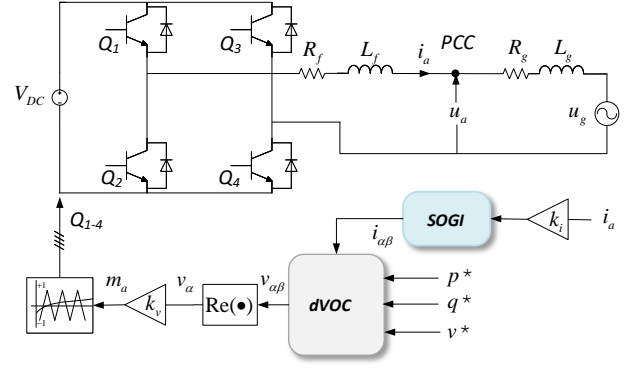 Q1
Q3
Rf
Lf
ia
PCC
Rg
Lg
VDC
ua
ug
Q2
Q4
Q1-4
SOGI
ki
ia
iαβ
ma
vα
vαβ
p*
+1
-1
kv
Re(•)
dVOC
q*
v*